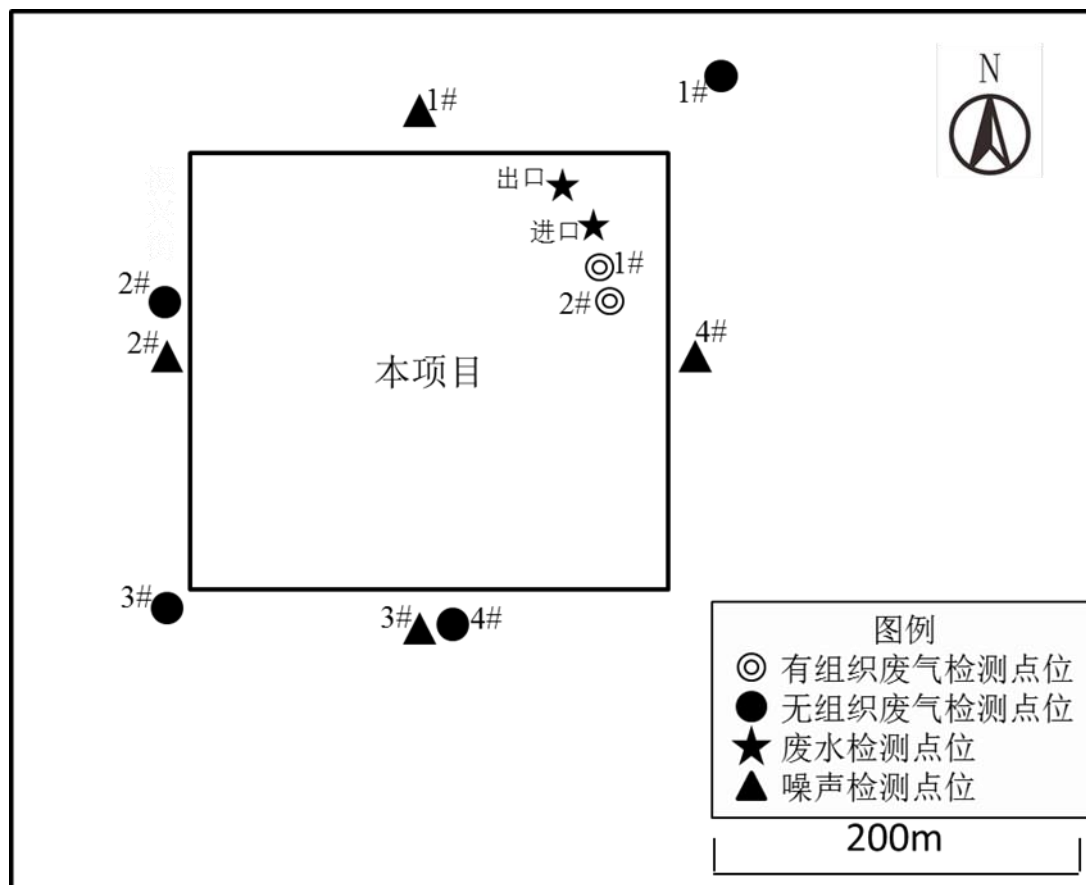 N
1#
1#
出口
进口
1#
2#
2#
2#
4#
本项目
3#
3#
4#
图例
有组织废气检测点位
无组织废气检测点位
废水检测点位
噪声检测点位
200m